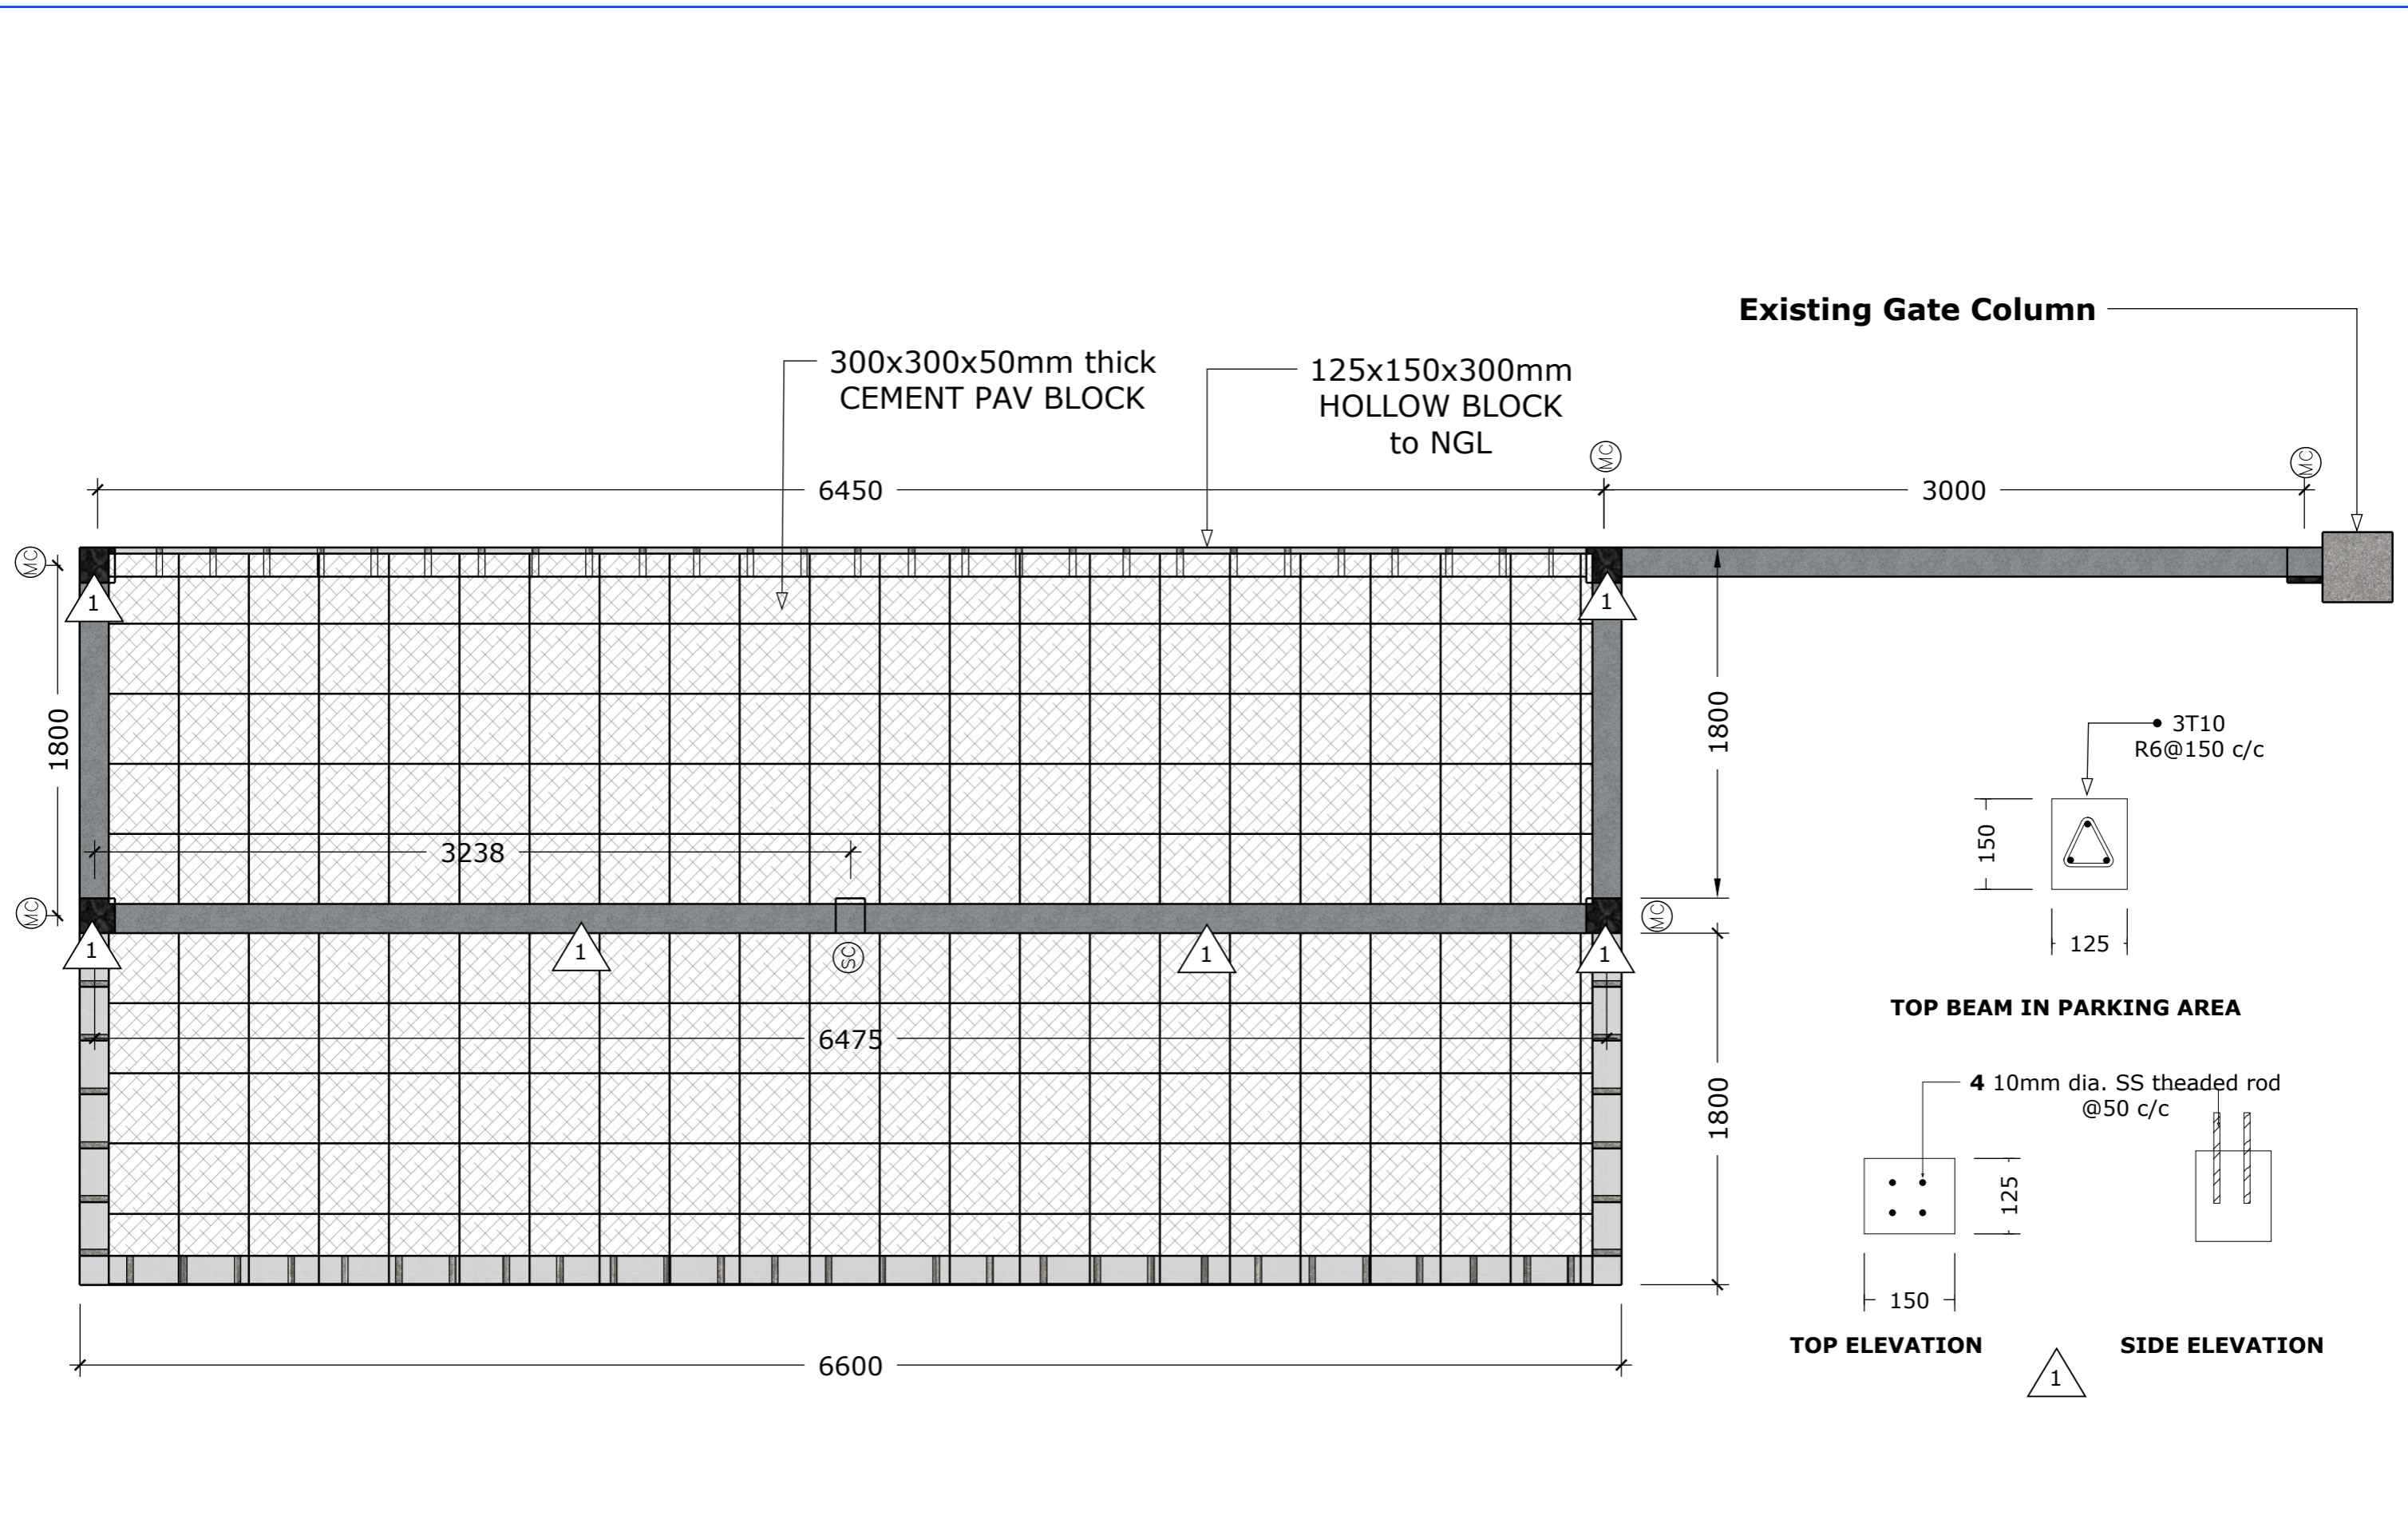 Existing Gate Column
300x300x50mm thick
CEMENT PAV BLOCK
125x150x300mm
HOLLOW BLOCK
to NGL
MC
MC
6450
3000
MC
1
1
1800
1800
3T10
R6@150 c/c
150
125
3238
MC
MC
1
1
1
1
SC
TOP BEAM IN PARKING AREA
6475
1800
4 10mm dia. SS theaded rod
@50 c/c
125
150
TOP ELEVATION
SIDE ELEVATION
1
6600